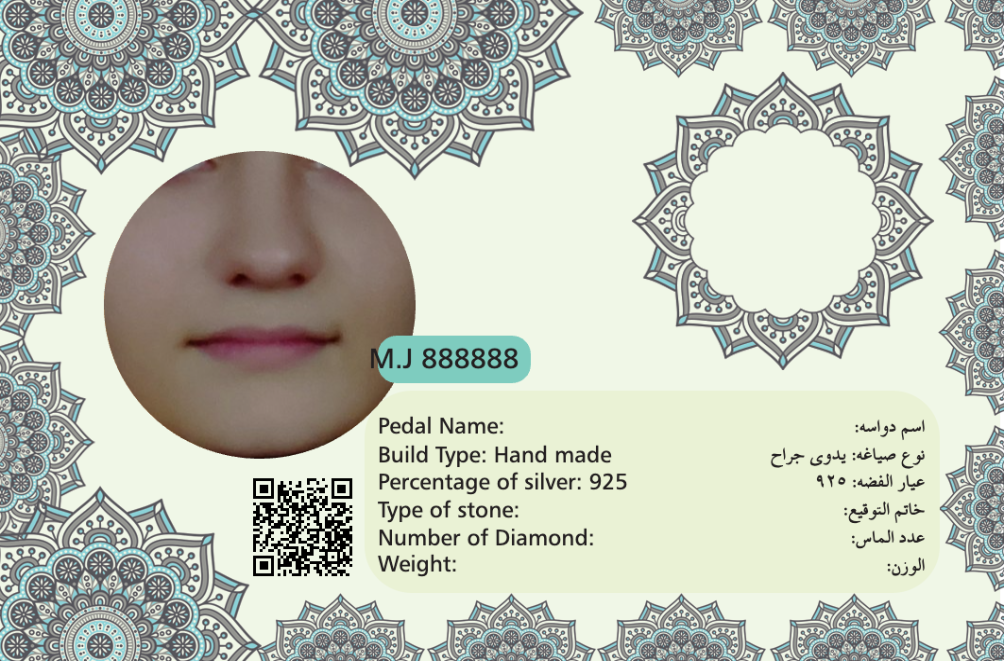 M.J 888888
Pedal Name:
اسم دواسه:
Build Type: Hand made
نوع صياغه: يدوى جراح
Percentage of silver: 925
عيار الفضه: ٩٢٥
Type of stone:
خاتم التوقيع:
Number of Diamond:
عدد الماس:
Weight:
الوزن: